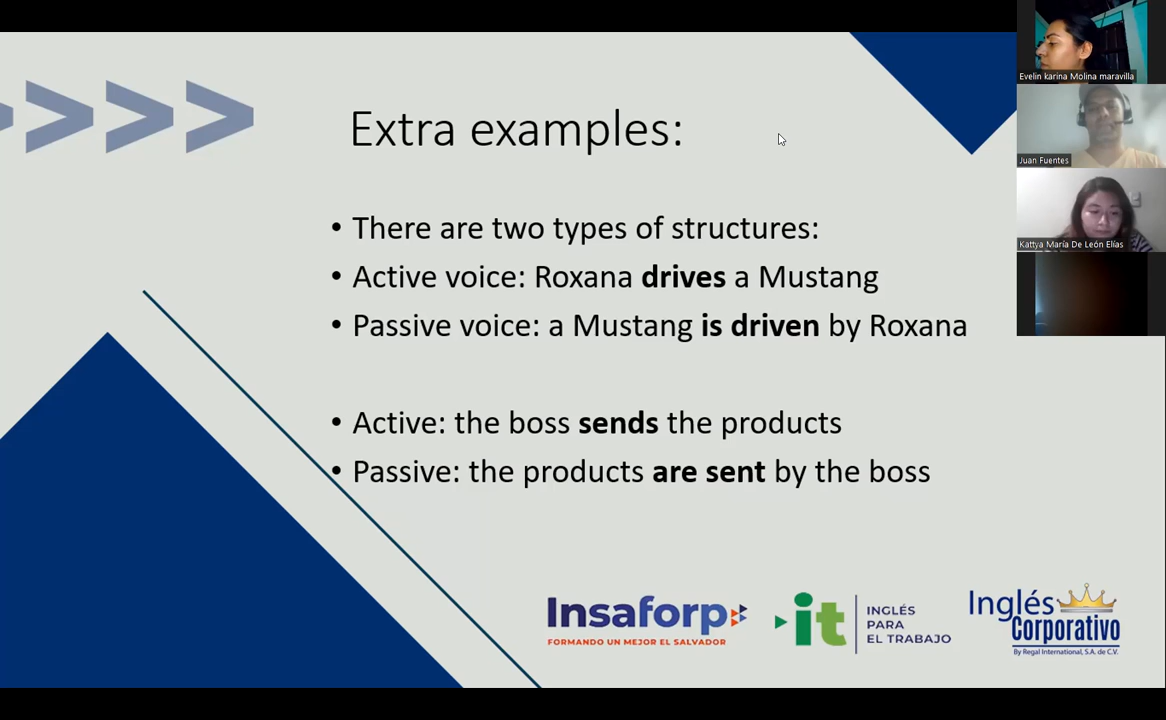 Extra examples:
• There are two types of structures:
• Active voice: Roxana drives a Mustang
• Passive voice: a Mustang is driven by Roxana
• Active: the boss sends the products
• Passive: the products are sent by the boss
Insaforp
FORMANDO UN MEJOR EL SALVADOR
it
INGLÉS
PARA
EL TRABAJO
Inglés
Corporativo
By Regal International, S.A. de C.V.
Evelin karina Molina maravilla
Juan Fuentes
Kattya María De León Elías